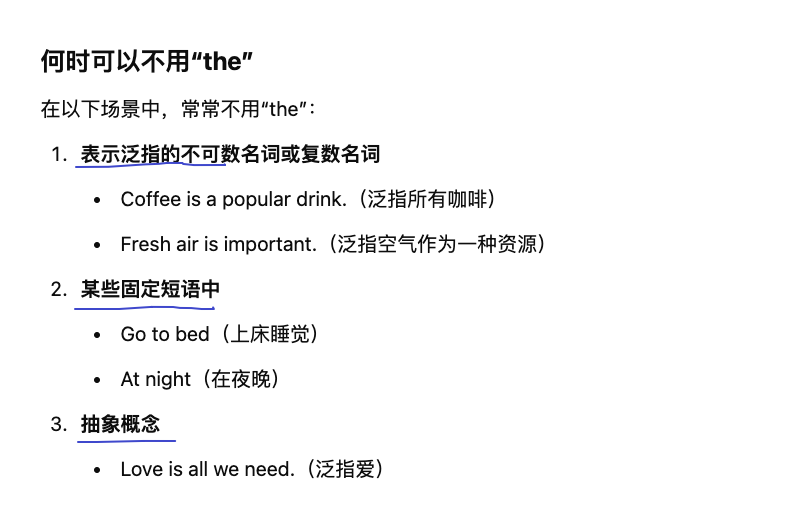 何时可以不用“the”
在以下场景中，常常不用“the”：
1. 表示泛指的不可数名词或复数名词
• Coffee is a popular drink.（泛指所有咖啡）
• Fresh air is important.（泛指空气作为一种资源）
2. 某些固定短语中
• Go to bed（上床睡觉）
• At night（在夜晚）
3. 抽象概念
• Love is all we need.（泛指爱）